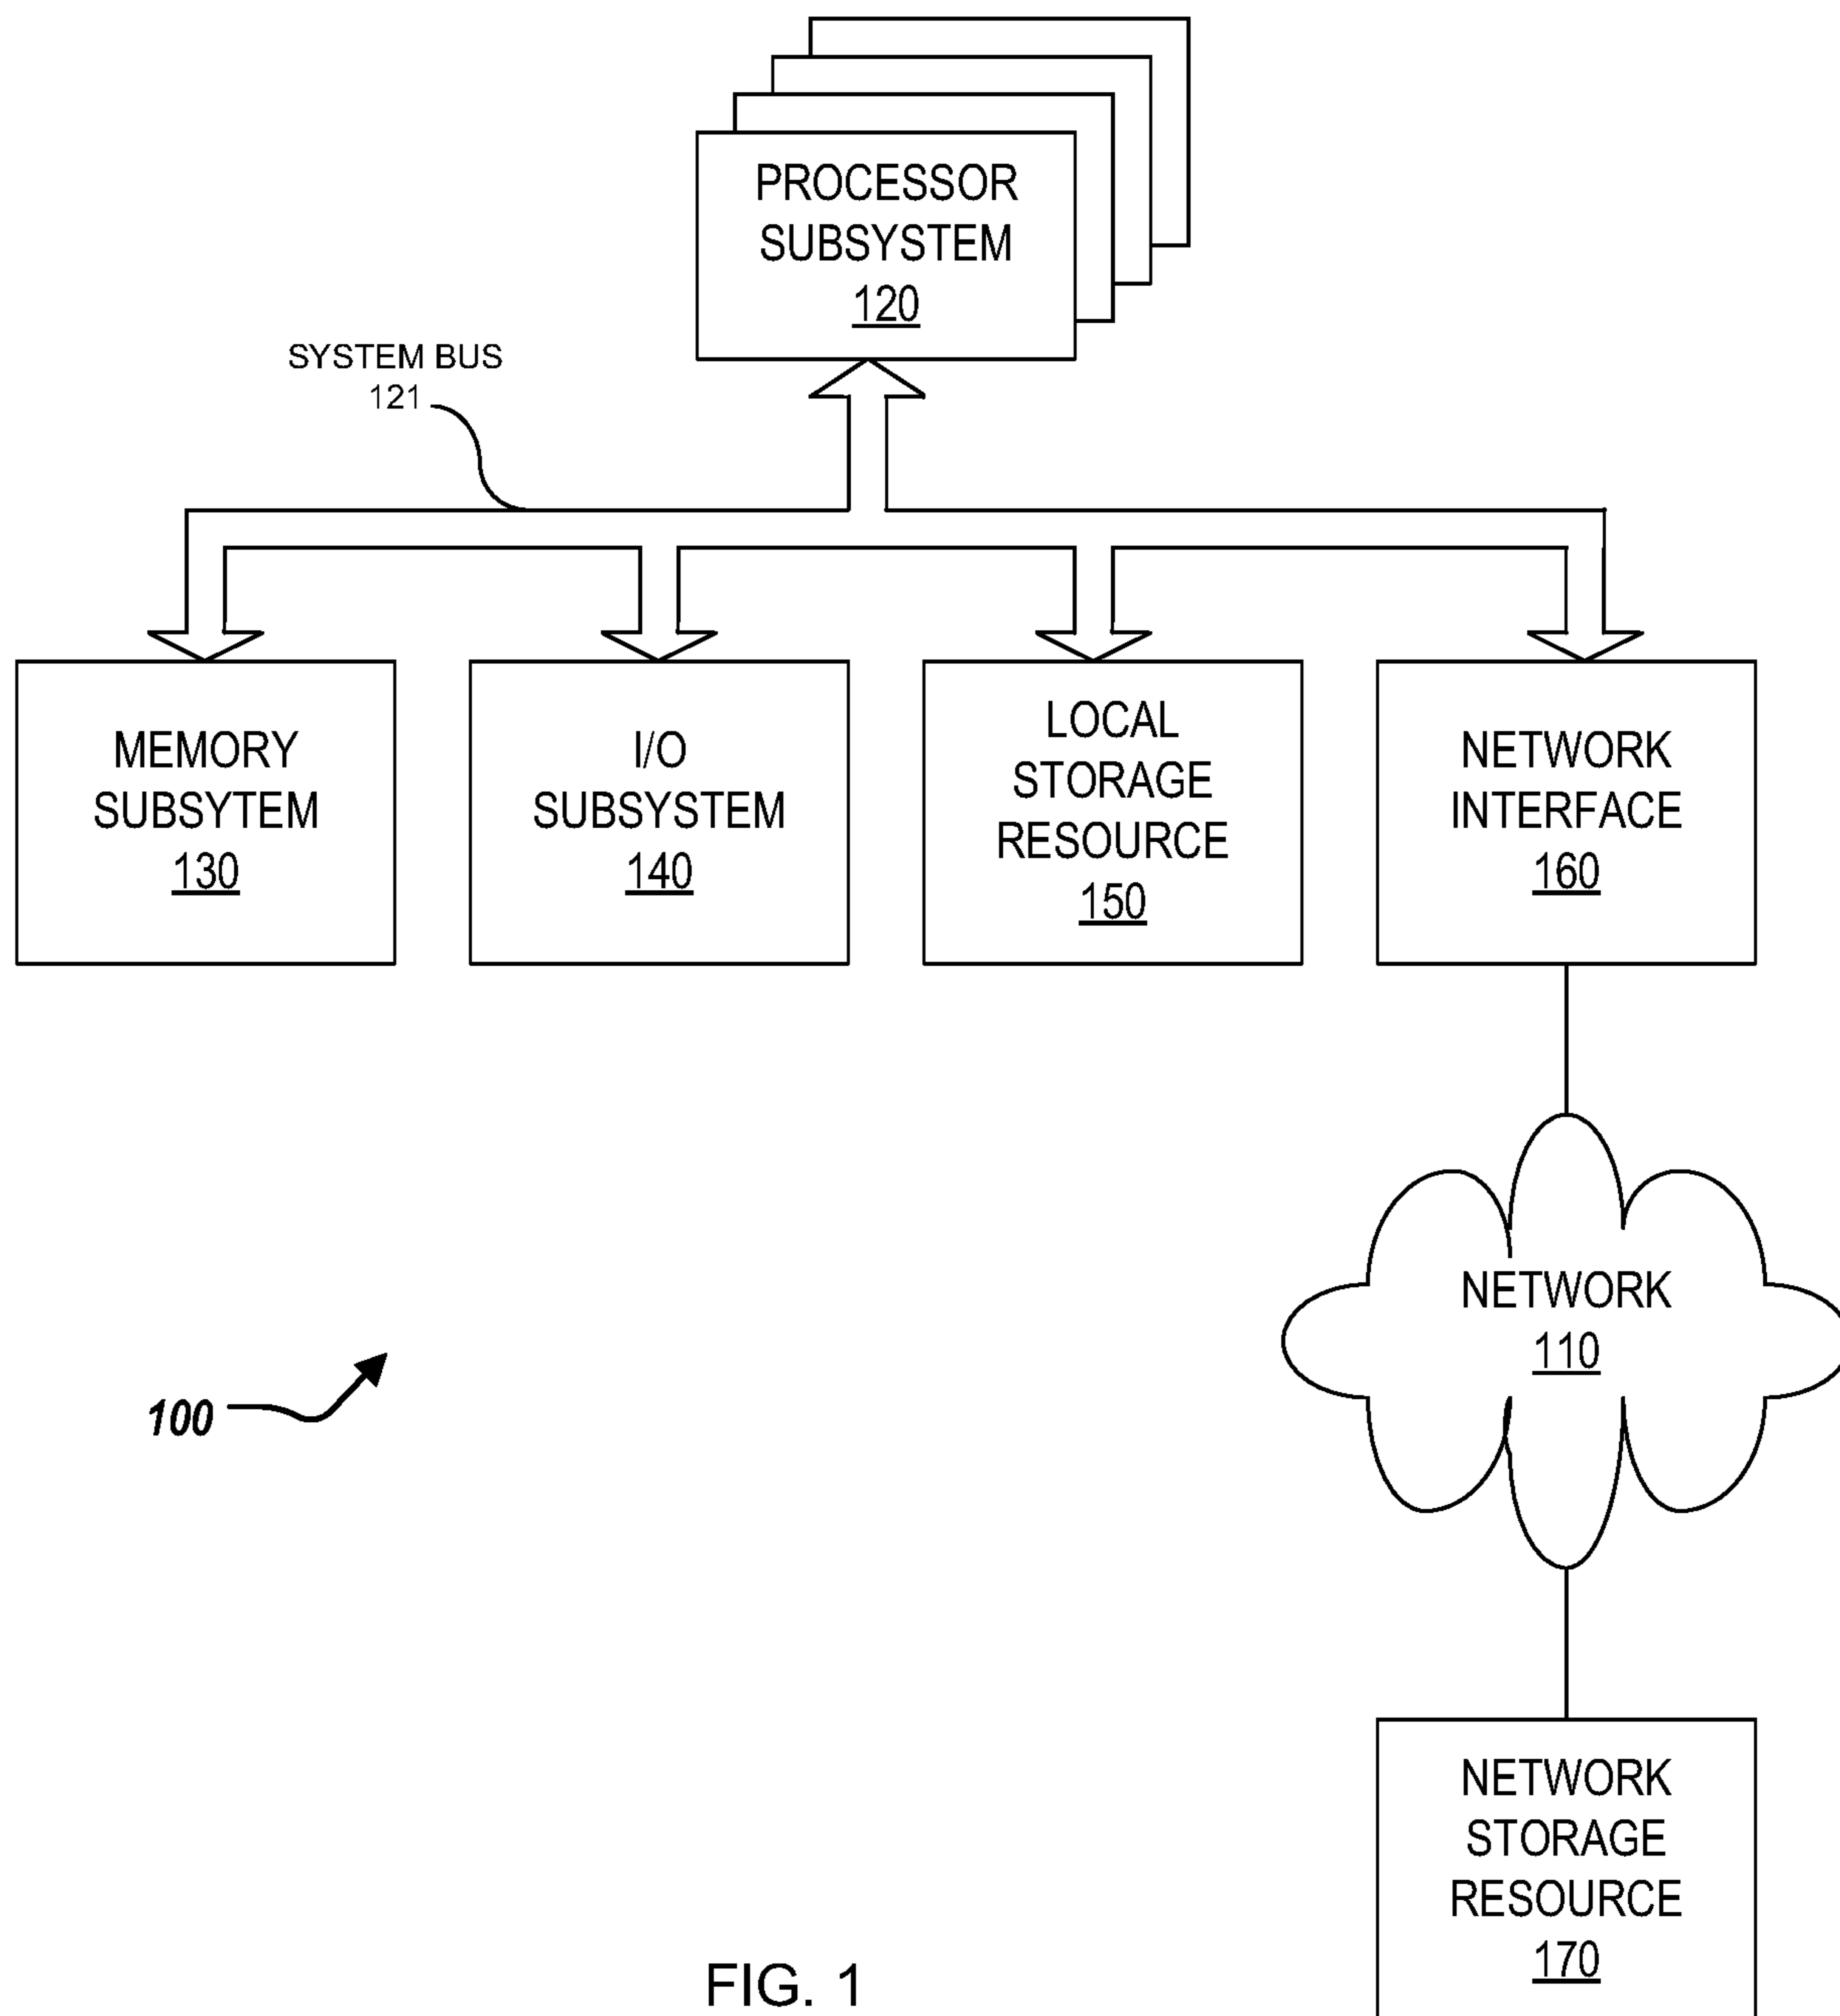 PROCESSOR
SUBSYSTEM
120
SYSTEM BUS
121
MEMORY
SUBSYTEM
130
I/O
SUBSYSTEM
140
LOCAL
STORAGE
RESOURCE
150
NETWORK
INTERFACE
160
NETWORK
110
100
NETWORK
STORAGE
RESOURCE
170
FIG. 1